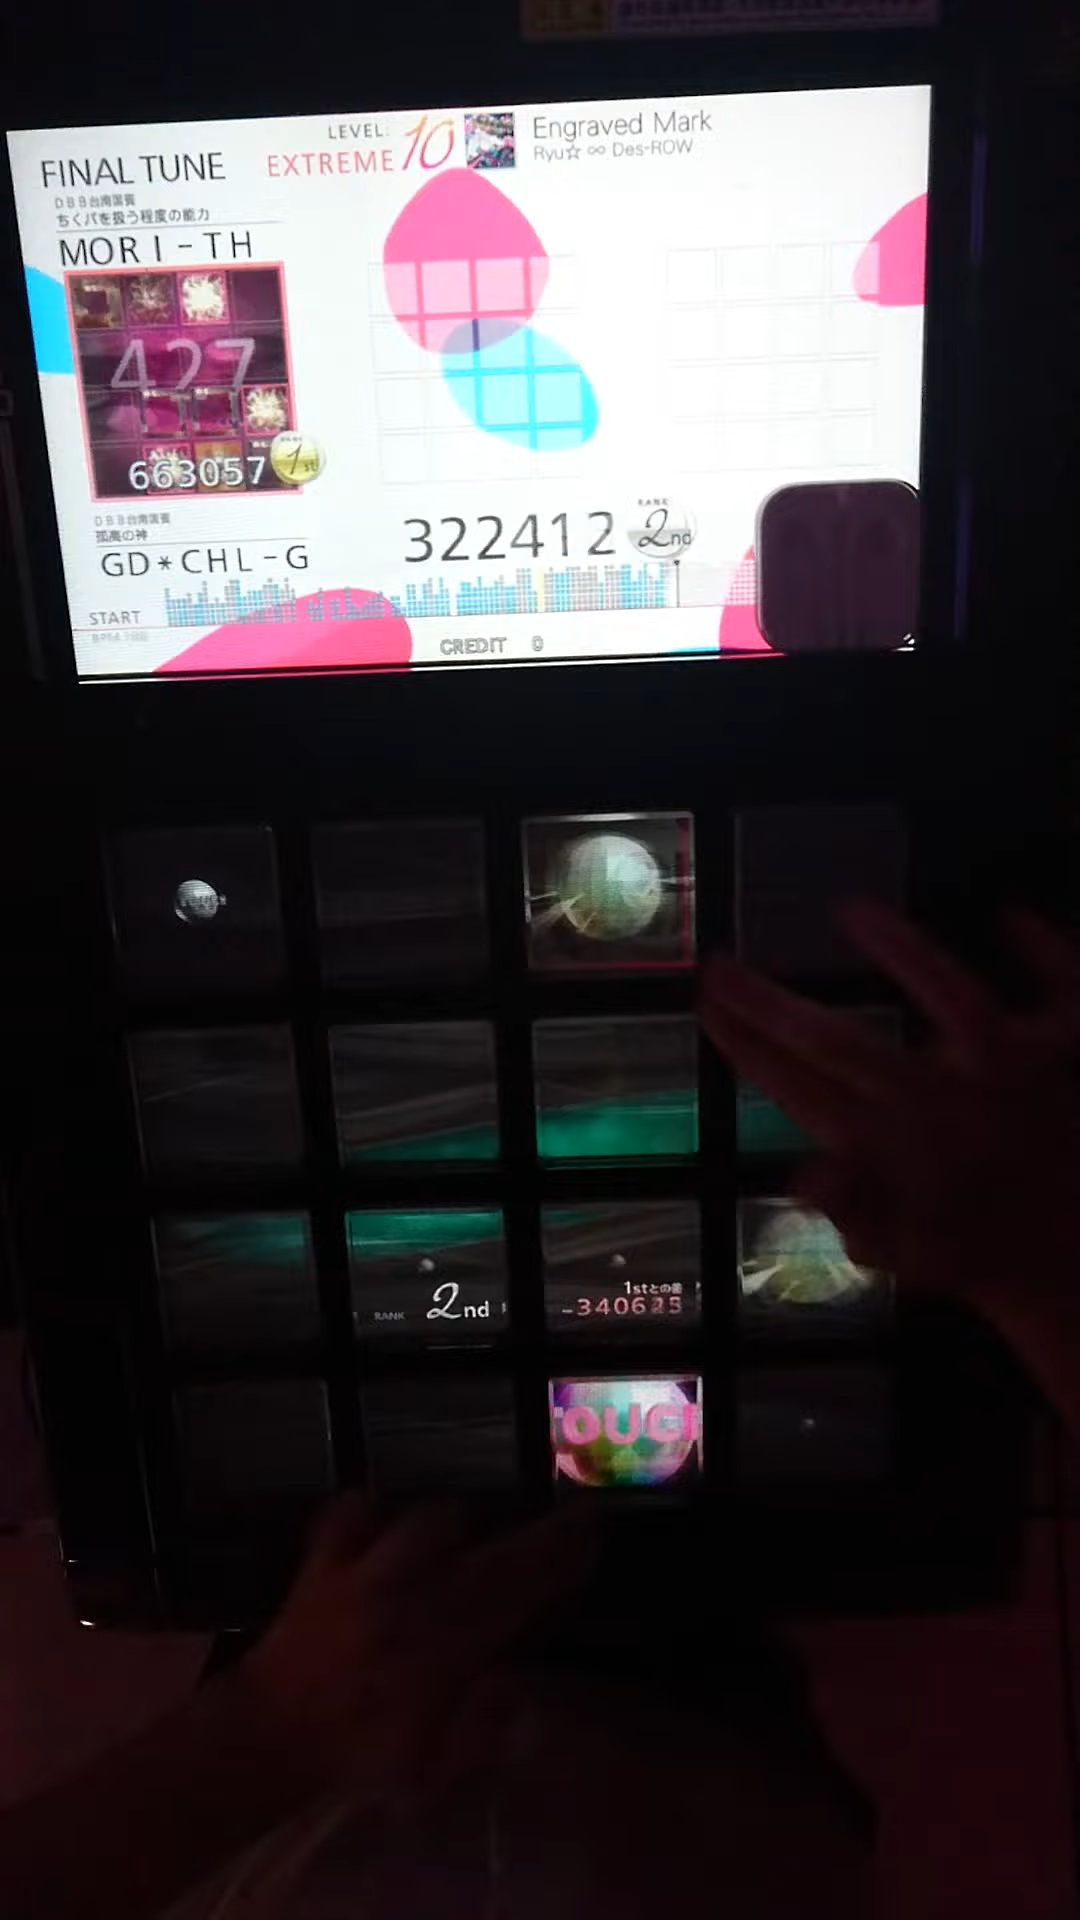 LEVEL:
EXTREME 10
Engraved Mark
Ryu☆ ∞ Des-ROW
FINAL TUNE
DBB台南国賓
ちくパを扱う程度の能力
MORI-TH
427
663057
1st
DBB台南国賓
孤高の神
GD*CHL-G
322412
RANK
2nd
START
CREDIT 0
RANK 2nd
1stとの差
TOUCH